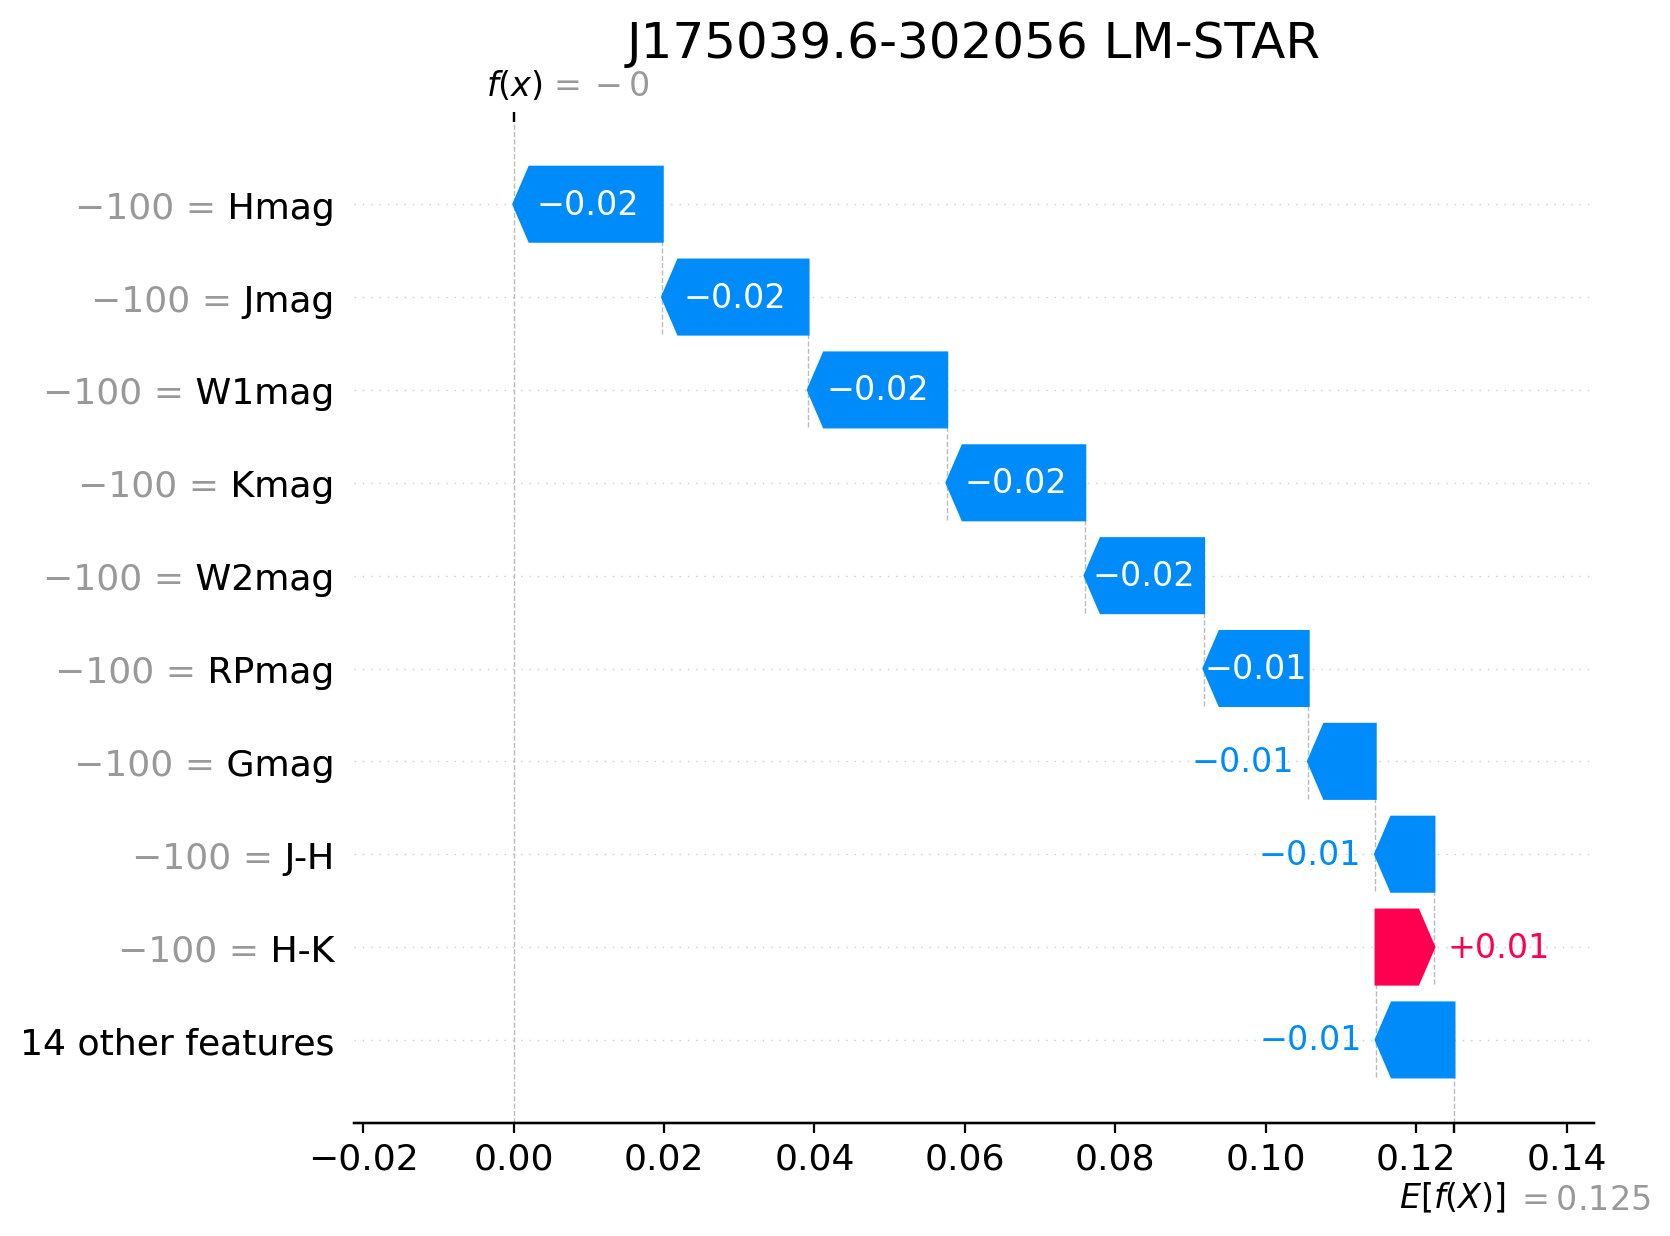 J175039.6-302056 LM-STAR
f(x) = −0
−100 = Hmag
−0.02
−100 = Jmag
−0.02
−100 = W1mag
−0.02
−100 = Kmag
−0.02
−100 = W2mag
−0.02
−100 = RPmag
−0.01
−100 = Gmag
−0.01
−100 = J-H
−0.01
−100 = H-K
+0.01
14 other features
−0.01
−0.02 0.00 0.02 0.04 0.06 0.08 0.10 0.12 0.14
E[f(X)] = 0.125